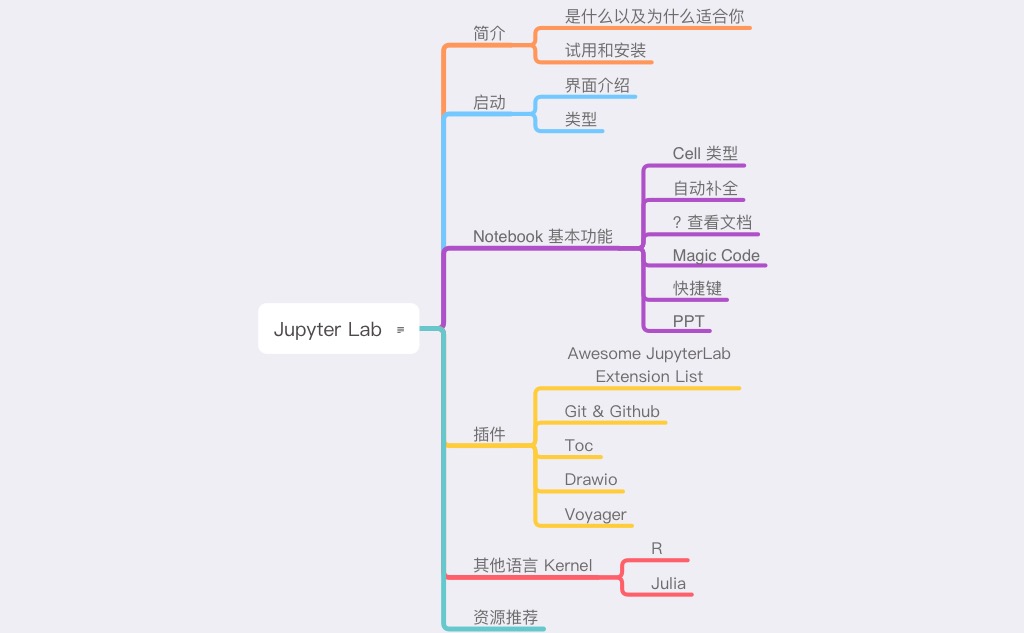 是什么以及为什么适合你
简介
试用和安装
界面介绍
启动
类型
Cell 类型
自动补全
? 查看文档
Notebook 基本功能
Magic Code
快捷键
PPT
Jupyter Lab
Awesome JupyterLab
Extension List
Git & Github
插件
Toc
Drawio
Voyager
R
其他语言 Kernel
Julia
资源推荐